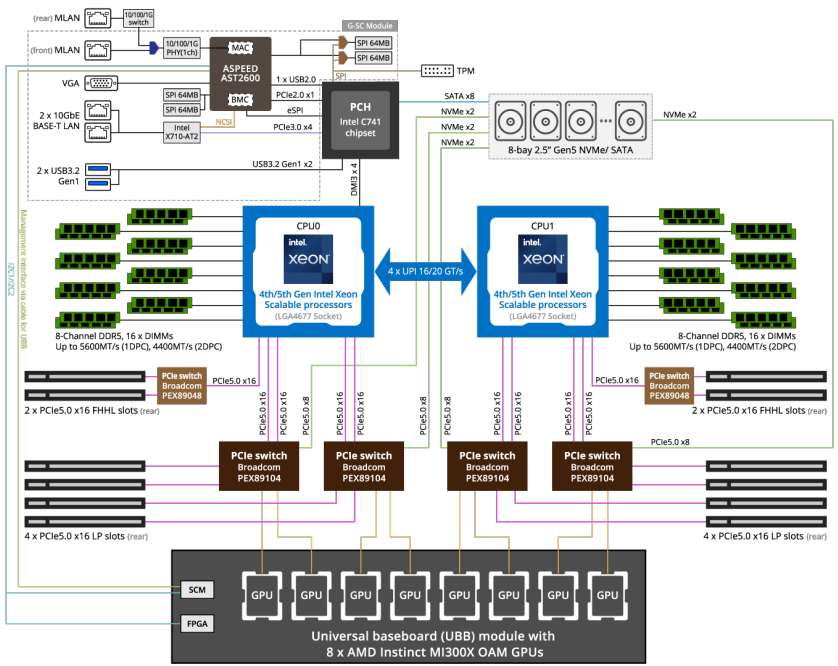 (rear) MLAN
10/100/1G
switch
G-SC Module
(front) MLAN
10/100/1G
PHY(1ch)
MAC
ASPEED
AST2600
BMC
SPI 64MB
SPI 64MB
SPI
TPM
VGA
1 x USB2.0
PCIe2.0 x1
eSPI
SPI 64MB
SPI 64MB
NCSI
2 x 10GbE
BASE-T LAN
Intel
X710-AT2
PCIe3.0 x4
PCH
Intel C741
chipset
SATA x8
NVMe x2
NVMe x2
NVMe x2
NVMe x2
8-bay 2.5" Gen5 NVMe/ SATA
2 x USB3.2
Gen1
USB3.2 Gen1 x2
DMI3 x 4
Management interface via cable for UBB
I2C1/I2C2
CPU0
intel.
xeon
4th/5th Gen Intel Xeon
Scalable processors
(LGA4677 Socket)
4 x UPI 16/20 GT/s
CPU1
intel.
xeon
4th/5th Gen Intel Xeon
Scalable processors
(LGA4677 Socket)
8-Channel DDR5, 16 x DIMMs
Up to 5600MT/s (1DPC), 4400MT/s (2DPC)
8-Channel DDR5, 16 x DIMMs
Up to 5600MT/s (1DPC), 4400MT/s (2DPC)
PCIe switch
Broadcom
PEX89048
PCIe5.0 x16
2 x PCIe5.0 x16 FHHL slots (rear)
PCIe5.0 x16
PCIe switch
Broadcom
PEX89048
2 x PCIe5.0 x16 FHHL slots (rear)
PCIe5.0 x16
PCIe5.0 x16
PCIe5.0 x8
PCIe5.0 x16
PCIe5.0 x16
PCIe5.0 x8
PCIe5.0 x8
PCIe5.0 x16
PCIe5.0 x16
PCIe5.0 x16
PCIe5.0 x16
PCIe5.0 x8
PCIe switch
Broadcom
PEX89104
PCIe switch
Broadcom
PEX89104
PCIe switch
Broadcom
PEX89104
PCIe switch
Broadcom
PEX89104
4 x PCIe5.0 x16 LP slots (rear)
4 x PCIe5.0 x16 LP slots (rear)
SCM
FPGA
GPU
GPU
GPU
GPU
GPU
GPU
GPU
GPU
Universal baseboard (UBB) module with
8 x AMD Instinct MI300X OAM GPUs